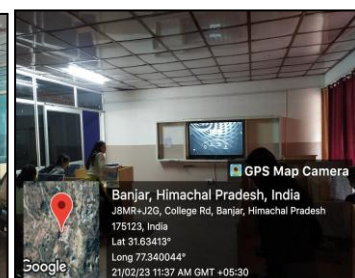 GPS Map Camera
Banjar, Himachal Pradesh, India
J8MR+J2G, College Rd, Banjar, Himachal Pradesh
175123, India
Lat 31.63413°
Long 77.340044°
21/02/23 11:37 AM GMT +05:30
Google